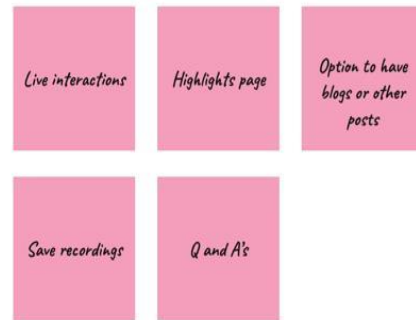 Live interactions
Highlights page
Option to have
blogs or other
posts
Save recordings
Q and A's